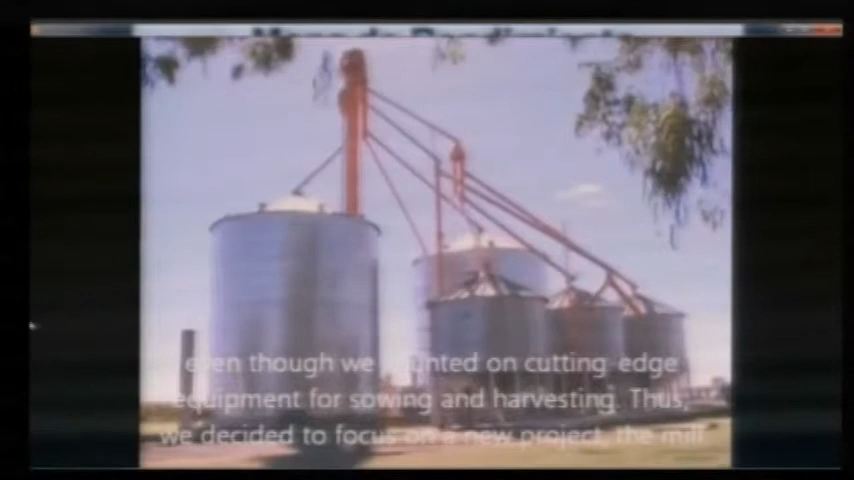 even though we counted on cutting-edge
equipment for sowing and harvesting. Thus,
we decided to focus on a new project, the mill